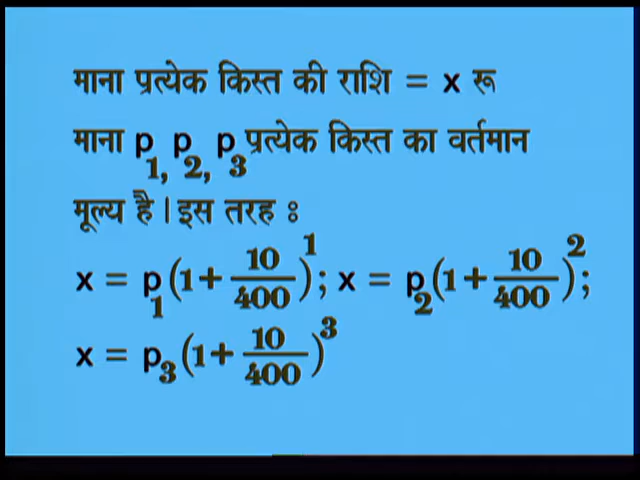 माना प्रत्येक किस्त की राशि = x रू
माना p₁, p₂, p₃ प्रत्येक किस्त का वर्तमान
मूल्य है । इस तरह :
x = p₁(1+10/400)¹; x = p₂(1+10/400)²;
x = p₃(1+10/400)³